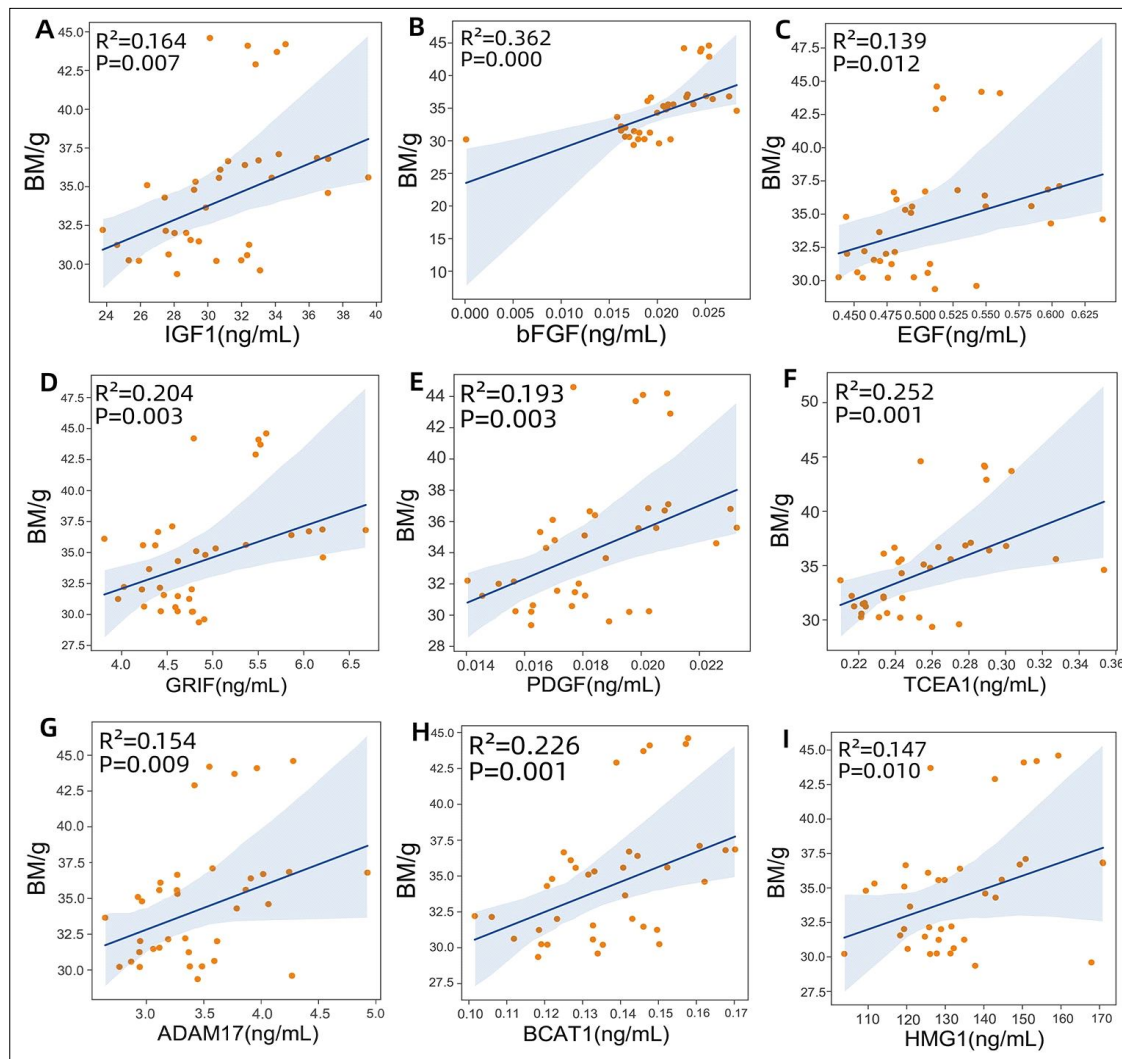 A
R²=0.164
P=0.007
45.0
42.5
40.0
37.5
35.0
32.5
30.0
BM/g
24 26 28 30 32 34 36 38 40
IGF1(ng/mL)
B
R²=0.362
P=0.000
45
40
35
30
25
20
15
10
BM/g
0.000 0.005 0.010 0.015 0.020 0.025
bFGF(ng/mL)
C
R²=0.139
P=0.012
47.5
45.0
42.5
40.0
37.5
35.0
32.5
30.0
BM/g
0.450 0.475 0.500 0.525 0.550 0.575 0.600 0.625
EGF(ng/mL)
D
R²=0.204
P=0.003
47.5
45.0
42.5
40.0
37.5
35.0
32.5
30.0
27.5
BM/g
4.0 4.5 5.0 5.5 6.0 6.5
GRIF(ng/mL)
E
R²=0.193
P=0.003
44
42
40
38
36
34
32
30
28
BM/g
0.014 0.016 0.018 0.020 0.022
PDGF(ng/mL)
F
R²=0.252
P=0.001
50
45
40
35
30
BM/g
0.22 0.24 0.26 0.28 0.30 0.32 0.34 0.36
TCEA1(ng/mL)
G
R²=0.154
P=0.009
45.0
42.5
40.0
37.5
35.0
32.5
30.0
BM/g
3.0 3.5 4.0 4.5 5.0
ADAM17(ng/mL)
H
R²=0.226
P=0.001
45.0
42.5
40.0
37.5
35.0
32.5
30.0
27.5
BM/g
0.10 0.11 0.12 0.13 0.14 0.15 0.16 0.17
BCAT1(ng/mL)
I
R²=0.147
P=0.010
45.0
42.5
40.0
37.5
35.0
32.5
30.0
27.5
BM/g
110 120 130 140 150 160 170
HMG1(ng/mL)